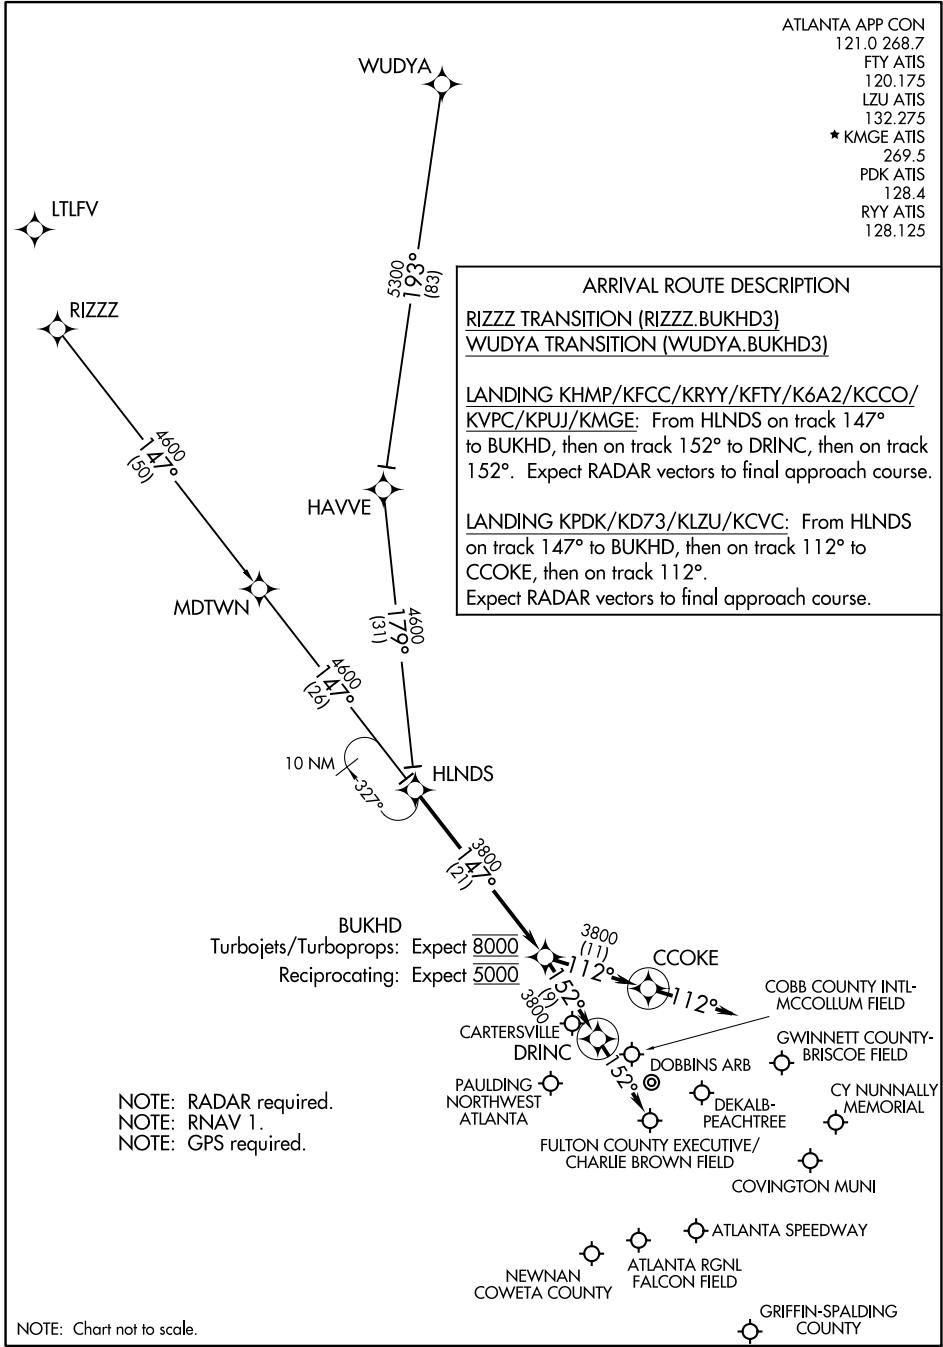 ATLANTA APP CON
121.0 268.7
FTY ATIS
120.175
LZU ATIS
132.275
★ KMGE ATIS
269.5
PDK ATIS
128.4
RYY ATIS
128.125
WUDYA
LTLFV
RIZZZ
5300
193°
(83)
ARRIVAL ROUTE DESCRIPTION
RIZZZ TRANSITION (RIZZZ.BUKHD3)
WUDYA TRANSITION (WUDYA.BUKHD3)
LANDING KHMP/KFCC/KRYY/KFTY/K6A2/KCCO/
KVPC/KPUJ/KMGE: From HLNDS on track 147°
to BUKHD, then on track 152° to DRINC, then on track
152°. Expect RADAR vectors to final approach course.
LANDING KPDK/KD73/KLZU/KCVC: From HLNDS
on track 147° to BUKHD, then on track 112° to
CCOKE, then on track 112°.
Expect RADAR vectors to final approach course.
4600
147°
(50)
HAVVE
MDTWN
4600
179°
(31)
4600
147°
(26)
10 NM
327°
HLNDS
3800
147°
(21)
BUKHD
Turbojets/Turboprops: Expect 8000
Reciprocating: Expect 5000
3800
(11)
112°
CCOKE
112°
152°
(9)
3800
COBB COUNTY INTL-
MCCOLLUM FIELD
CARTERSVILLE
DRINC
152°
GWINNETT COUNTY-
BRISCOE FIELD
DOBBINS ARB
PAULDING
NORTHWEST
ATLANTA
DEKALB-
PEACHTREE
CY NUNNALLY
MEMORIAL
NOTE: RADAR required.
NOTE: RNAV 1.
NOTE: GPS required.
FULTON COUNTY EXECUTIVE/
CHARLIE BROWN FIELD
COVINGTON MUNI
ATLANTA SPEEDWAY
NEWNAN
COWETA COUNTY
ATLANTA RGNL
FALCON FIELD
GRIFFIN-SPALDING
COUNTY
NOTE: Chart not to scale.